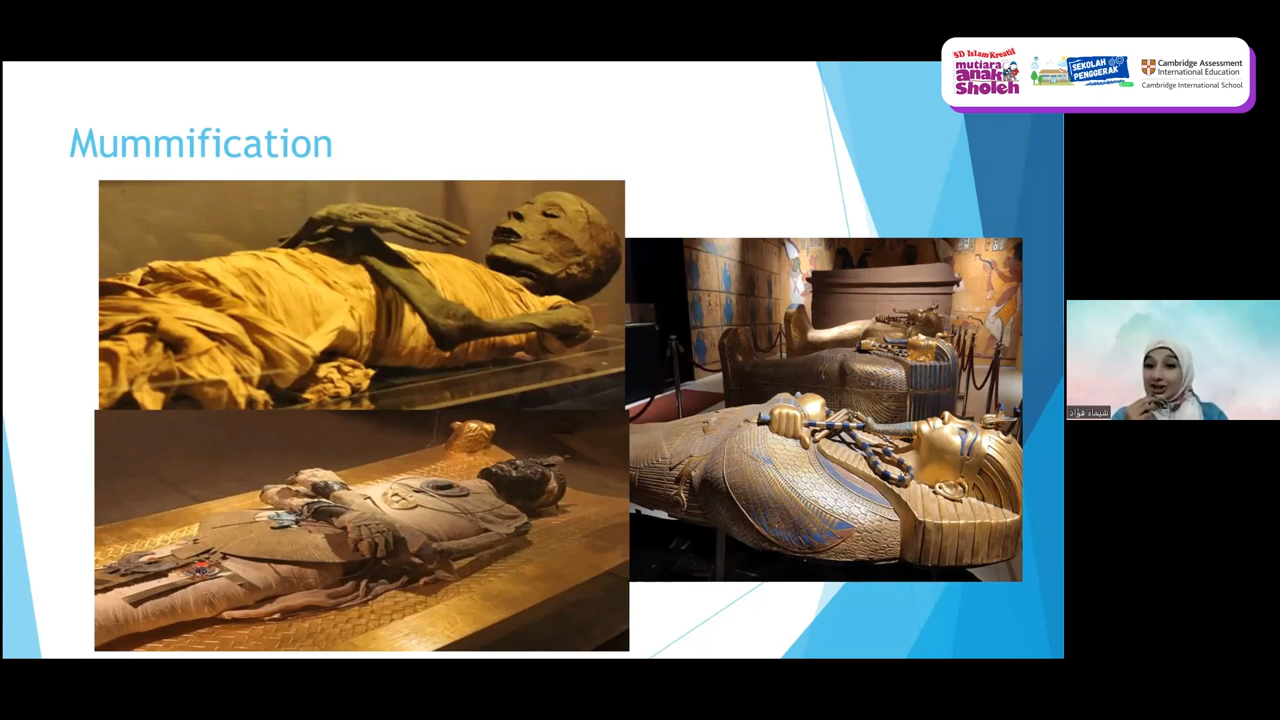 SD Islam Kreatif
mutiara
anak
Sholeh
SEKOLAH
PENGGERAK
Cambridge Assessment
International Education
Cambridge International School
Mummification
شيماء فؤاد